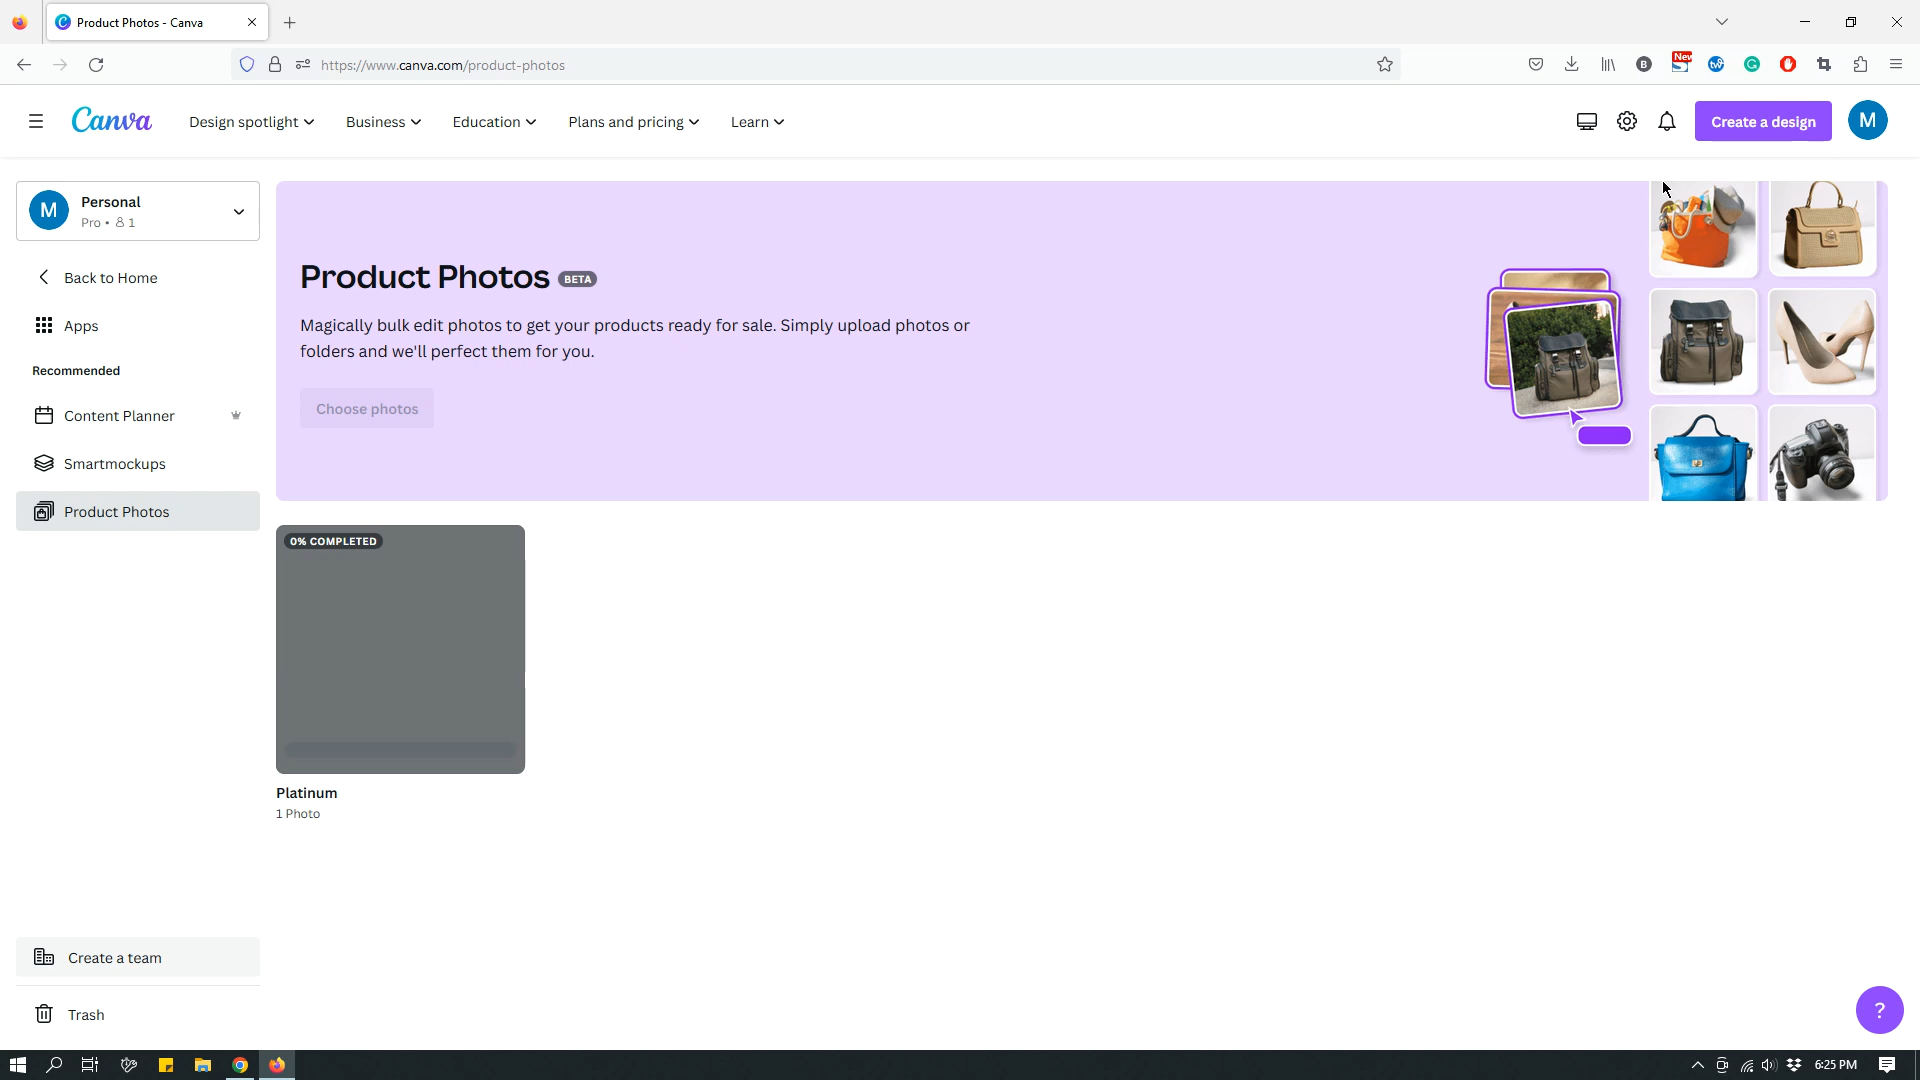 Product Photos - Canva
https://www.canva.com/product-photos
B
New
tw
G
Canva
Design spotlight
Business
Education
Plans and pricing
Learn
Create a design
M
M
Personal
Pro • 1
Back to Home
Apps
Recommended
Content Planner
Smartmockups
Product Photos
Create a team
Trash
Product Photos BETA
Magically bulk edit photos to get your products ready for sale. Simply upload photos or
folders and we'll perfect them for you.
Choose photos
0% COMPLETED
Platinum
1 Photo
?
6:25 PM